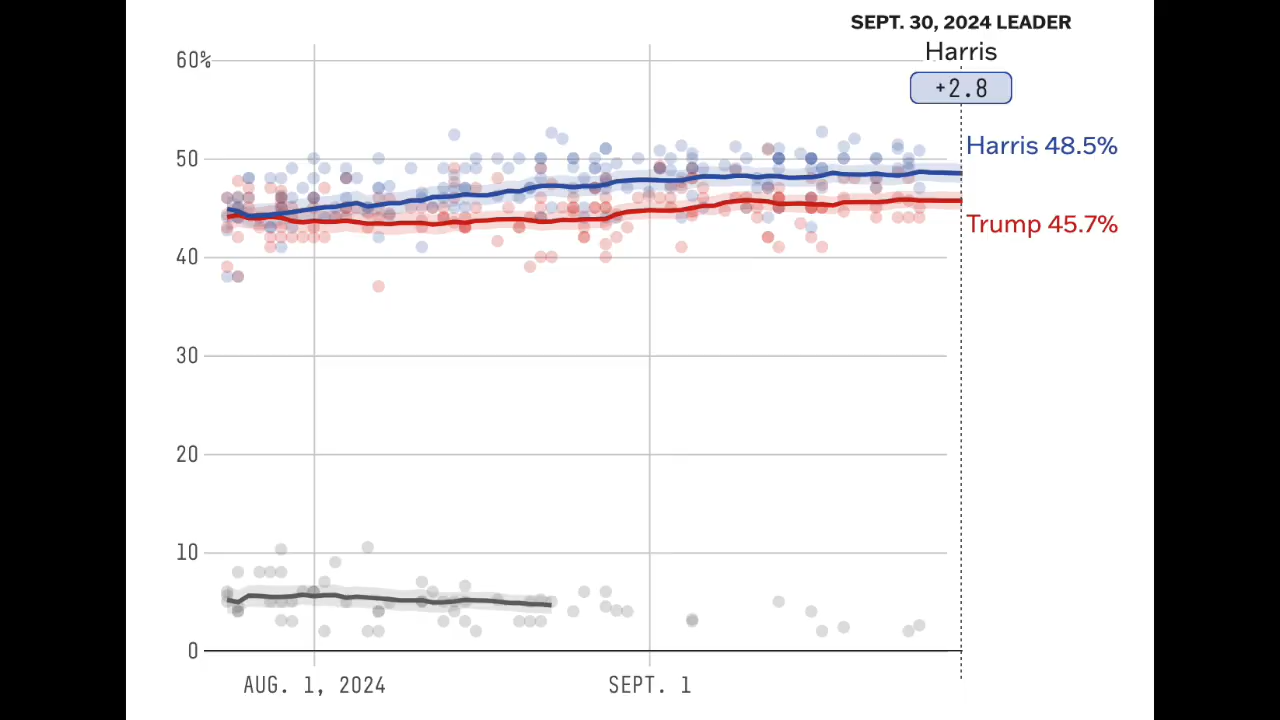 SEPT. 30, 2024 LEADER
Harris
+2.8
60%
50
40
30
20
10
0
Harris 48.5%
Trump 45.7%
AUG. 1, 2024
SEPT. 1